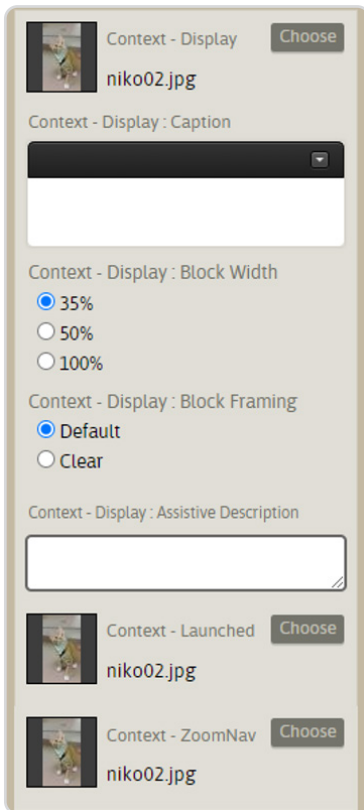 Context - Display
Choose
niko02.jpg
Context - Display : Caption
Context - Display : Block Width
35%
50%
100%
Context - Display : Block Framing
Default
Clear
Context - Display : Assistive Description
Context - Launched
Choose
niko02.jpg
Context - ZoomNav
Choose
niko02.jpg